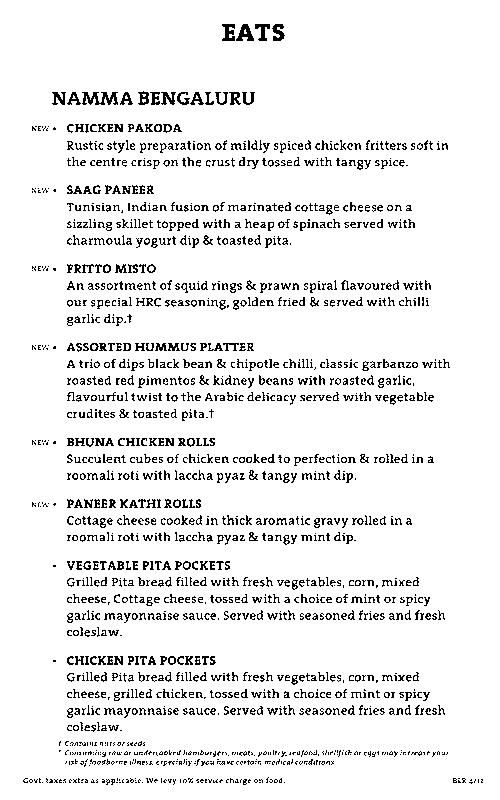 EATS
NAMMA BENGALURU
NEW • CHICKEN PAKODA
Rustic style preparation of mildly spiced chicken fritters soft in
the centre crisp on the crust dry tossed with tangy spice.
NEW • SAAG PANEER
Tunisian, Indian fusion of marinated cottage cheese on a
sizzling skillet topped with a heap of spinach served with
charmoula yogurt dip & toasted pita.
NEW • FRITTO MISTO
An assortment of squid rings & prawn spiral flavoured with
our special HRC seasoning, golden fried & served with chilli
garlic dip.†
NEW • ASSORTED HUMMUS PLATTER
A trio of dips black bean & chipotle chilli, classic garbanzo with
roasted red pimentos & kidney beans with roasted garlic,
flavourful twist to the Arabic delicacy served with vegetable
crudites & toasted pita.†
NEW • BHUNA CHICKEN ROLLS
Succulent cubes of chicken cooked to perfection & rolled in a
roomali roti with laccha pyaz & tangy mint dip.
NEW • PANEER KATHI ROLLS
Cottage cheese cooked in thick aromatic gravy rolled in a
roomali roti with laccha pyaz & tangy mint dip.
• VEGETABLE PITA POCKETS
Grilled Pita bread filled with fresh vegetables, corn, mixed
cheese, Cottage cheese, tossed with a choice of mint or spicy
garlic mayonnaise sauce. Served with seasoned fries and fresh
coleslaw.
• CHICKEN PITA POCKETS
Grilled Pita bread filled with fresh vegetables, corn, mixed
cheese, grilled chicken, tossed with a choice of mint or spicy
garlic mayonnaise sauce. Served with seasoned fries and fresh
coleslaw.
† Contains nuts or seeds
* Consuming raw or undercooked hamburgers, meats, poultry, seafood, shellfish or eggs may increase your
risk of foodborne illness, especially if you have certain medical conditions
Govt. taxes extra as applicable. We levy 10% service charge on food.
BLR 4/12